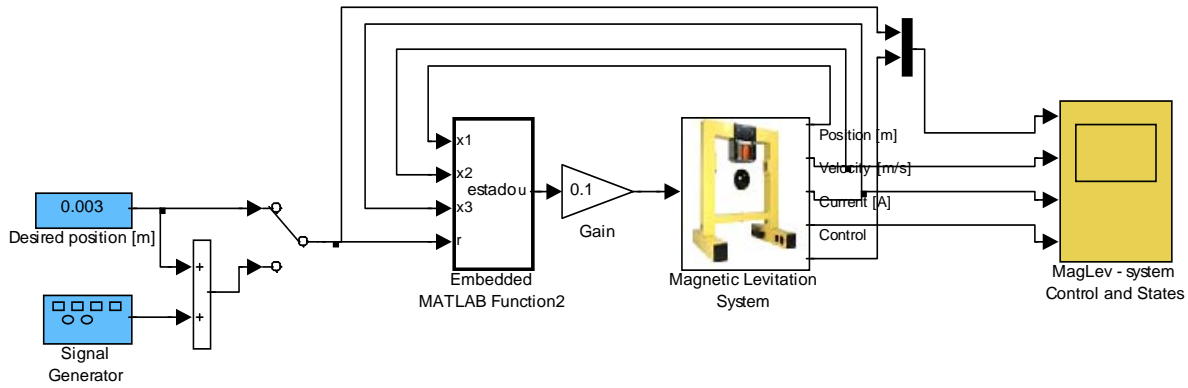 0.003
Desired position [m]
+
+
Signal
Generator
x1
x2
x3
r
estado u
Embedded
MATLAB Function2
0.1
Gain
Position [m]
Velocity [m/s]
Current [A]
Control
Magnetic Levitation
System
MagLev - system
Control and States